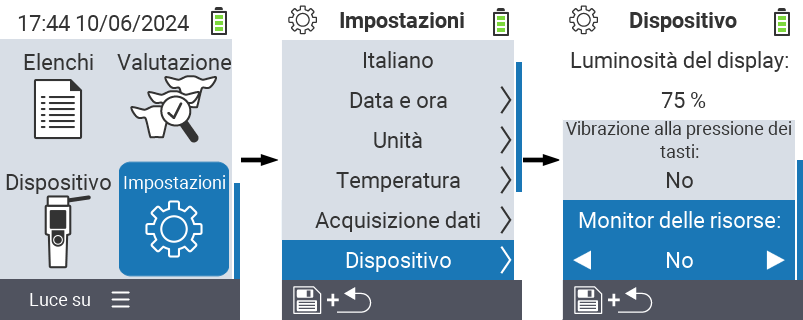 17:44 10/06/2024
Elenchi Valutazione
Dispositivo Impostazioni
Luce su
Impostazioni
Italiano
Data e ora
Unità
Temperatura
Acquisizione dati
Dispositivo
+
Dispositivo
Luminosità del display:
75 %
Vibrazione alla pressione dei
tasti:
No
Monitor delle risorse:
No
+